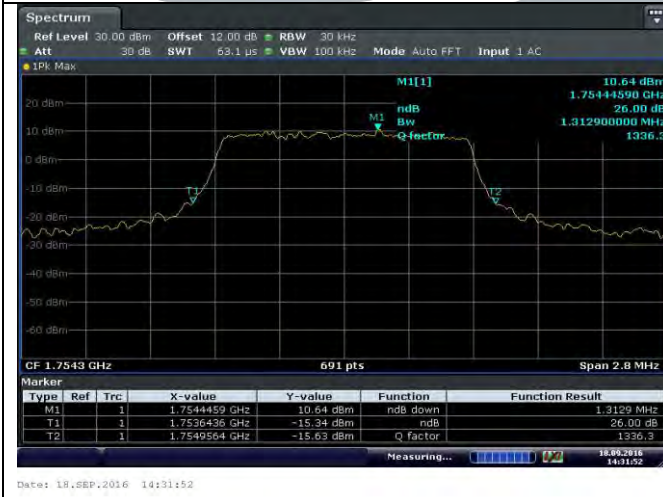 Spectrum
Ref Level 30.00 dBm Offset 12.00 dB RBW 30 kHz
Att 30 dB SWT 63.1 µs VBW 100 kHz Mode Auto FFT Input 1 AC
1Pk Max
M1[1] 10.64 dBm
1.75444590 GHz
20 dBm
ndB 26.00 dB
M1
10 dBm
Bw 1.312900000 MHz
Q factor 1336.3
0 dBm
-10 dBm
T1 T2
-20 dBm
-30 dBm
-40 dBm
-50 dBm
-60 dBm
CF 1.7543 GHz 691 pts Span 2.8 MHz
Marker
Type Ref Trc X-value Y-value Function Function Result
M1 1 1.7544459 GHz 10.64 dBm ndB down 1.3129 MHz
T1 1 1.7536436 GHz -15.34 dBm ndB 26.00 dB
T2 1 1.7549564 GHz -15.63 dBm Q factor 1336.3
Measuring... 18.09.2016
14:31:52
Date: 18.SEP.2016 14:31:52